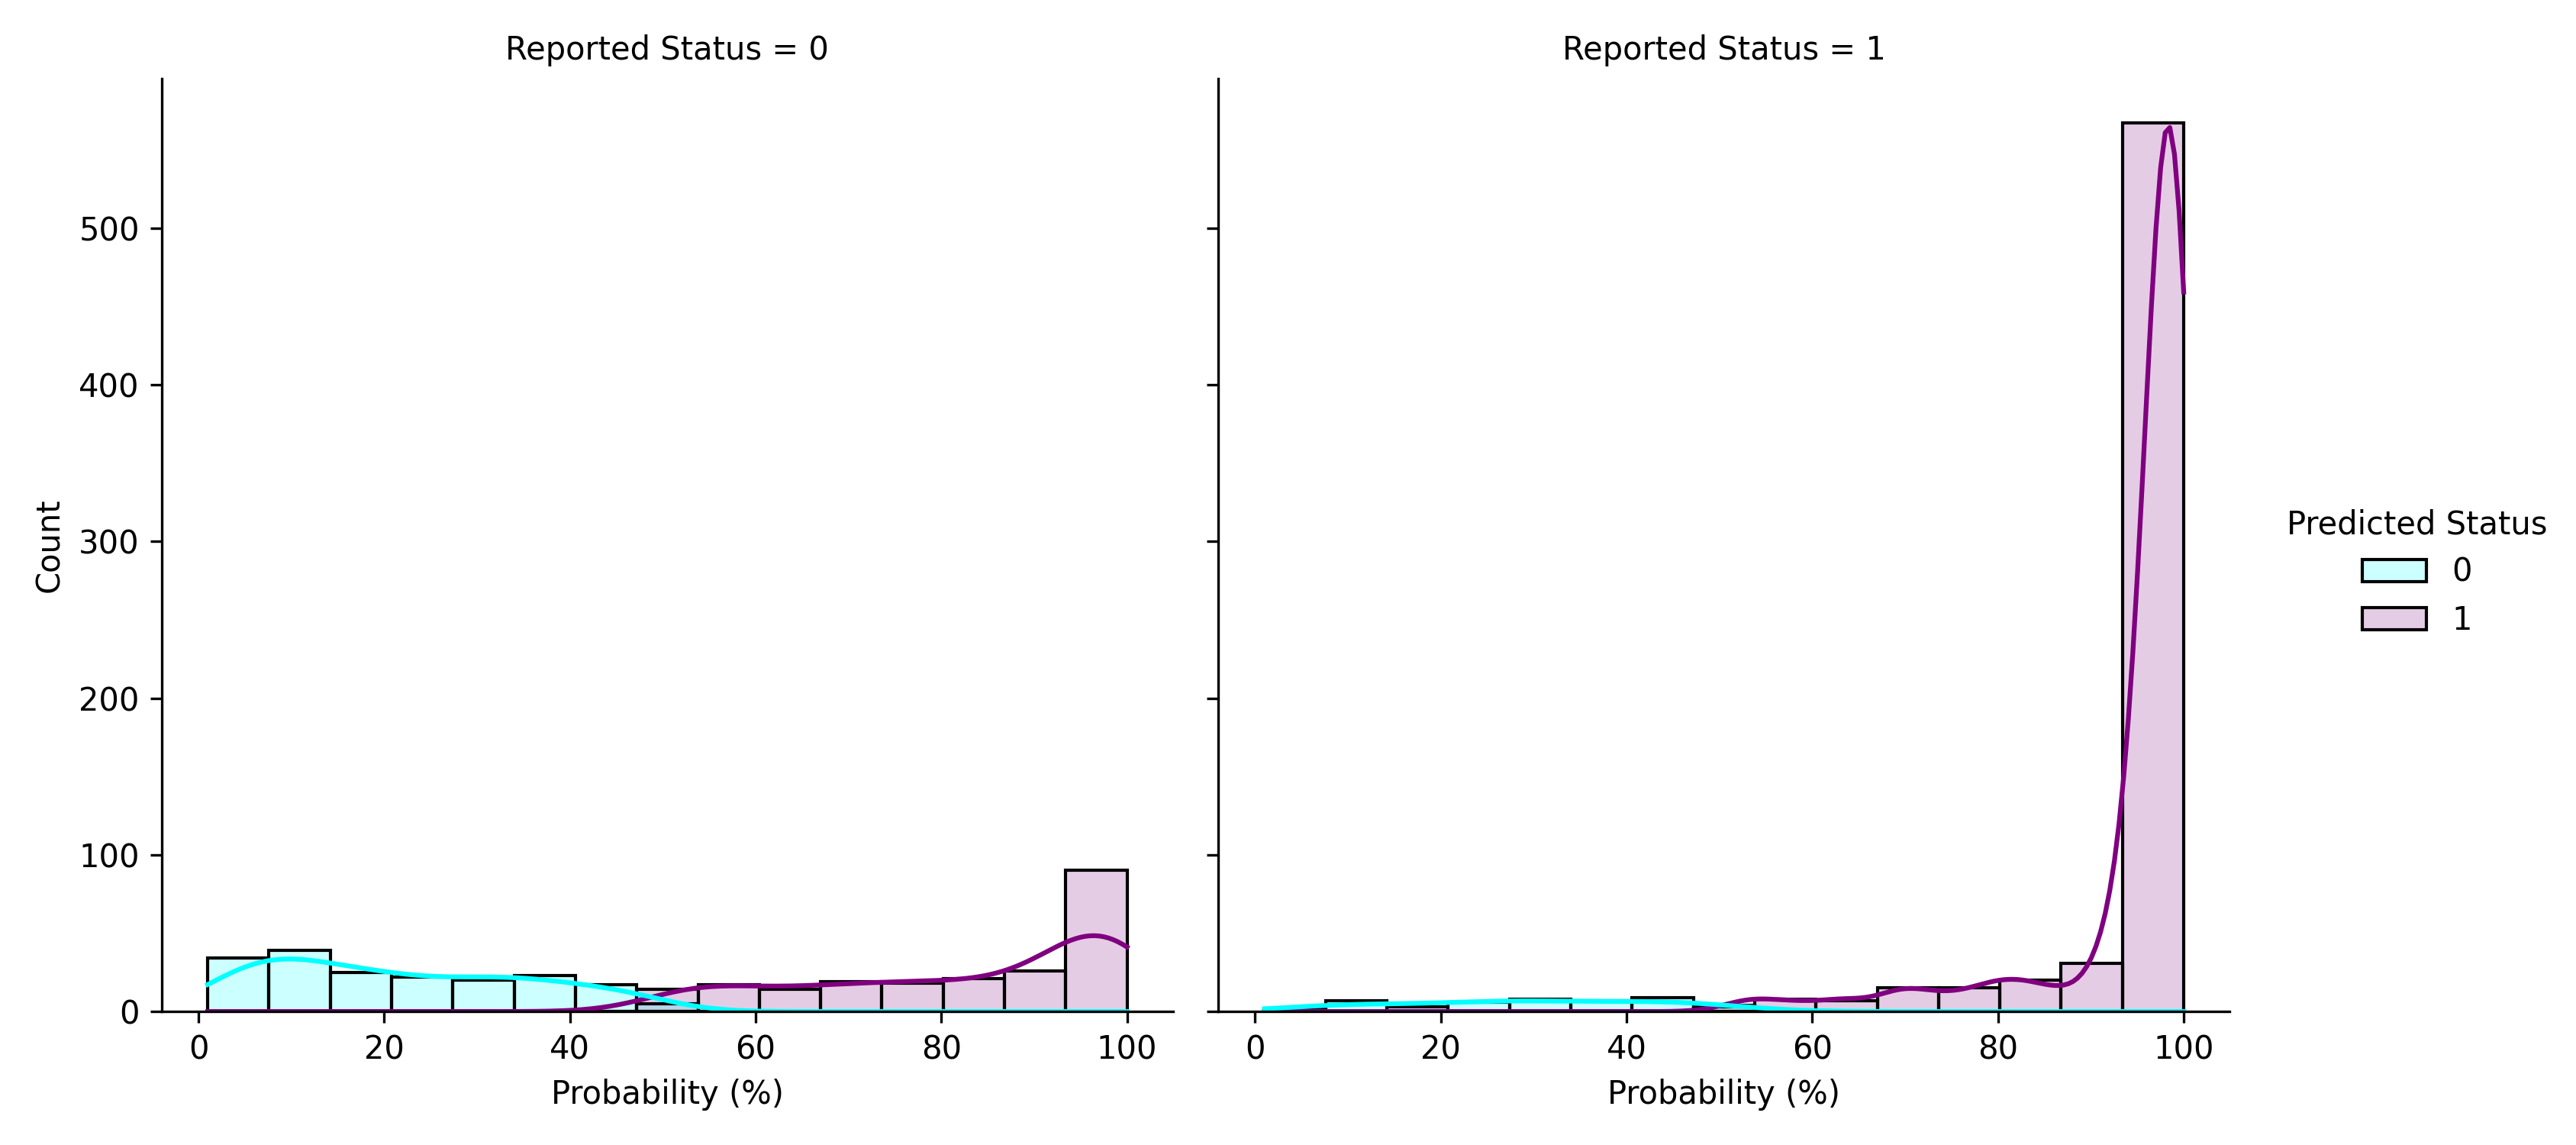 Reported Status = 0
Reported Status = 1
500
400
300
200
100
0
Count
0 20 40 60 80 100
0 20 40 60 80 100
Probability (%)
Probability (%)
Predicted Status
0
1